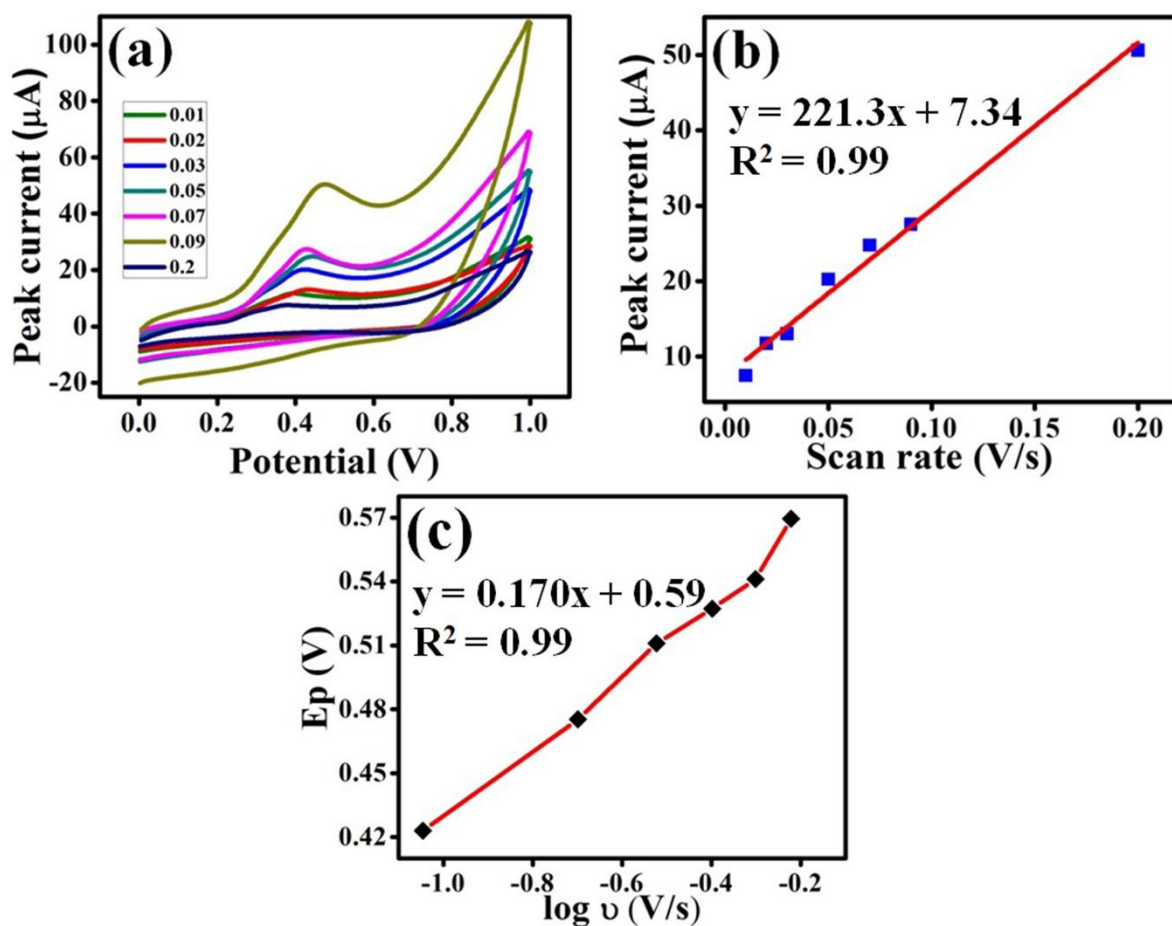 (a)
Peak current (μA)
100
80
60
40
20
0
-20
0.01
0.02
0.03
0.05
0.07
0.09
0.2
0.0 0.2 0.4 0.6 0.8 1.0
Potential (V)
(b)
Peak current (μA)
y = 221.3x + 7.34
R² = 0.99
50
40
30
20
10
0.00 0.05 0.10 0.15 0.20
Scan rate (V/s)
(c)
Ep (V)
y = 0.170x + 0.59
R² = 0.99
0.57
0.54
0.51
0.48
0.45
0.42
-1.0 -0.8 -0.6 -0.4 -0.2
log υ (V/s)